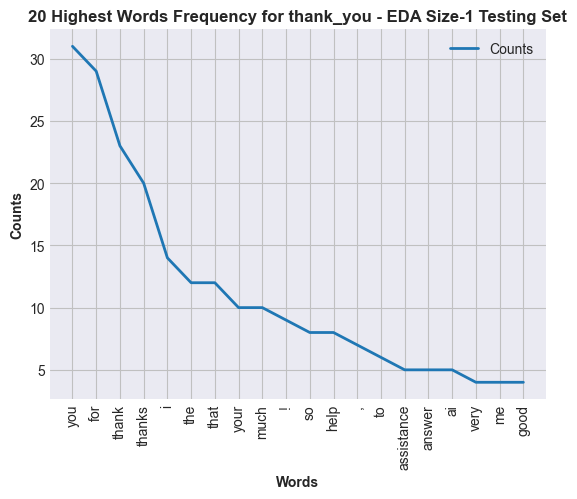 20 Highest Words Frequency for thank_you - EDA Size-1 Testing Set
Counts
30
25
20
15
10
5
Counts
you
for
thank
thanks
i
the
that
your
much
!
so
help
,
to
assistance
answer
ai
very
me
good
Words